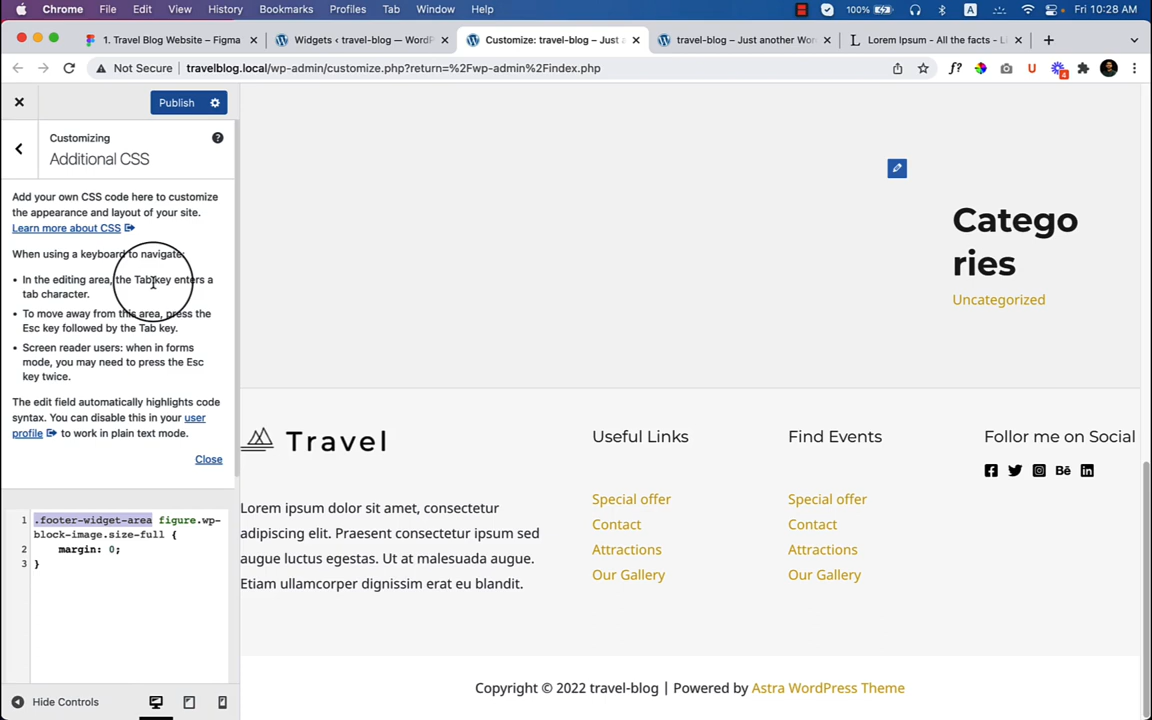 Chrome File Edit View History Bookmarks Profiles Tab Window Help 100% A Fri 10:28 AM
1. Travel Blog Website – Figma Widgets ‹ travel-blog — WordP Customize: travel-blog – Just a travel-blog – Just another Wor Lorem Ipsum - All the facts - Li
Not Secure travelblog.local/wp-admin/customize.php?return=%2Fwp-admin%2Findex.php f? U 4
Publish
Customizing
Additional CSS
Add your own CSS code here to customize
the appearance and layout of your site.
Learn more about CSS
When using a keyboard to navigate:
• In the editing area, the Tab key enters a
tab character.
• To move away from this area, press the
Esc key followed by the Tab key.
• Screen reader users: when in forms
mode, you may need to press the Esc
key twice.
The edit field automatically highlights code
syntax. You can disable this in your user
profile to work in plain text mode.
Close
1 .footer-widget-area figure.wp-
block-image.size-full {
2 margin: 0;
3 }
Hide Controls
Catego
ries
Uncategorized
Travel
Lorem ipsum dolor sit amet, consectetur
adipiscing elit. Praesent consectetur ipsum sed
augue luctus egestas. Ut at malesuada augue.
Etiam ullamcorper dignissim erat eu blandit.
Useful Links
Special offer
Contact
Attractions
Our Gallery
Find Events
Special offer
Contact
Attractions
Our Gallery
Follor me on Social
Bē
Copyright © 2022 travel-blog | Powered by Astra WordPress Theme